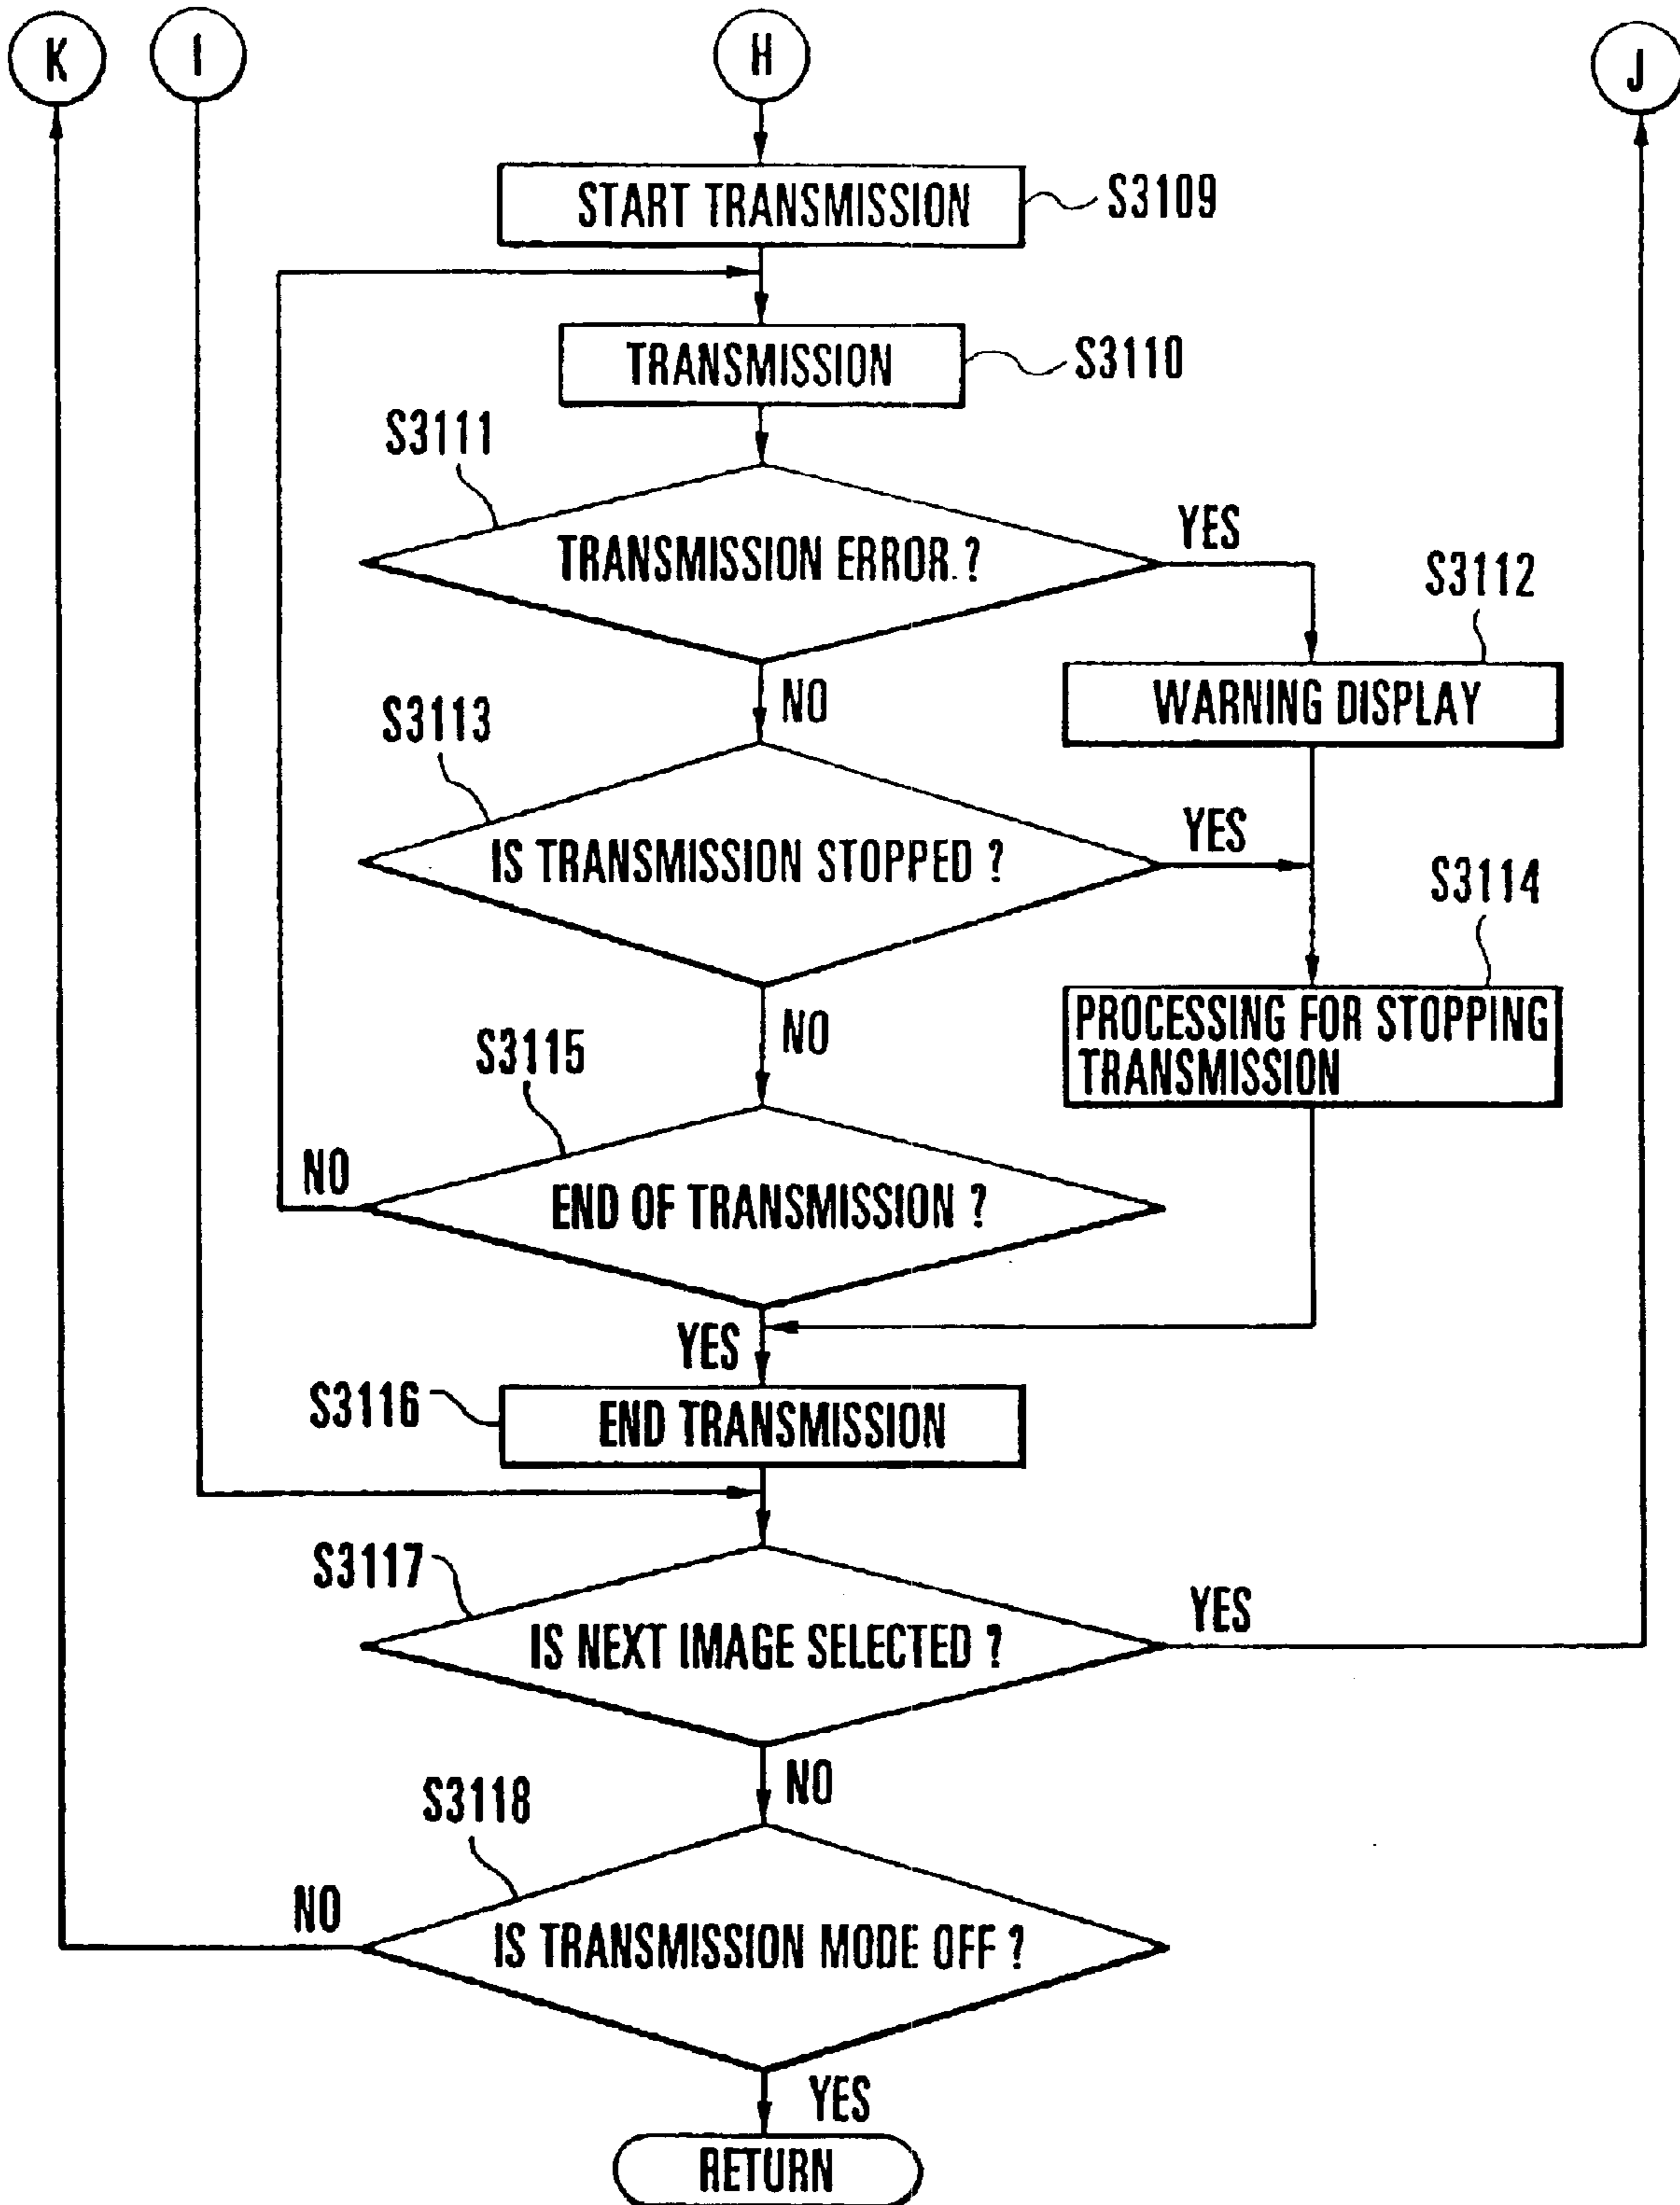 K
I
H
J
START TRANSMISSION
S3109
TRANSMISSION
S3110
S3111
TRANSMISSION ERROR.?
YES
S3112
WARNING DISPLAY
NO
S3113
IS TRANSMISSION STOPPED ?
YES
S3114
PROCESSING FOR STOPPING
TRANSMISSION
NO
S3115
NO
END OF TRANSMISSION ?
YES
S3116
END TRANSMISSION
S3117
IS NEXT IMAGE SELECTED ?
YES
NO
S3118
NO
IS TRANSMISSION MODE OFF ?
YES
RETURN